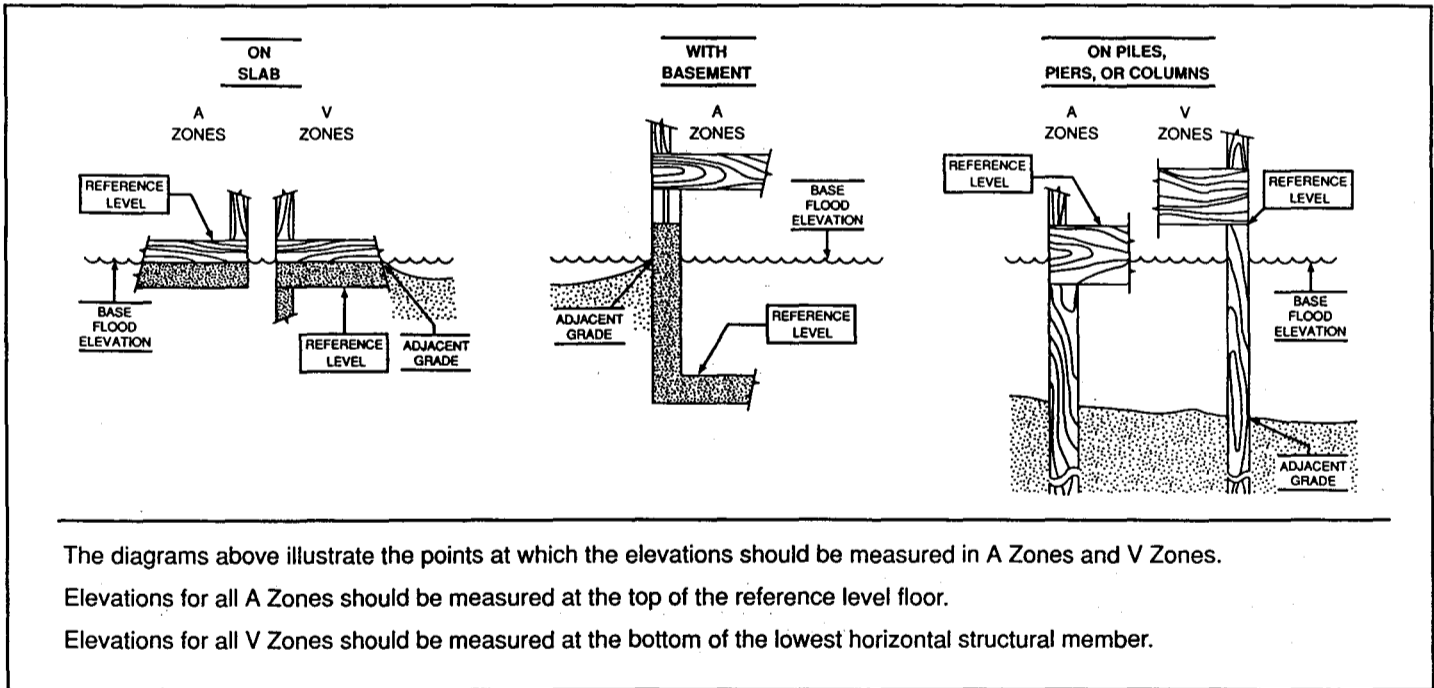 ON
SLAB
A
ZONES
V
ZONES
REFERENCE
LEVEL
BASE
FLOOD
ELEVATION
REFERENCE
LEVEL
ADJACENT
GRADE
WITH
BASEMENT
A
ZONES
BASE
FLOOD
ELEVATION
ADJACENT
GRADE
REFERENCE
LEVEL
ON PILES,
PIERS, OR COLUMNS
A
ZONES
V
ZONES
REFERENCE
LEVEL
REFERENCE
LEVEL
BASE
FLOOD
ELEVATION
ADJACENT
GRADE
The diagrams above illustrate the points at which the elevations should be measured in A Zones and V Zones.
Elevations for all A Zones should be measured at the top of the reference level floor.
Elevations for all V Zones should be measured at the bottom of the lowest horizontal structural member.